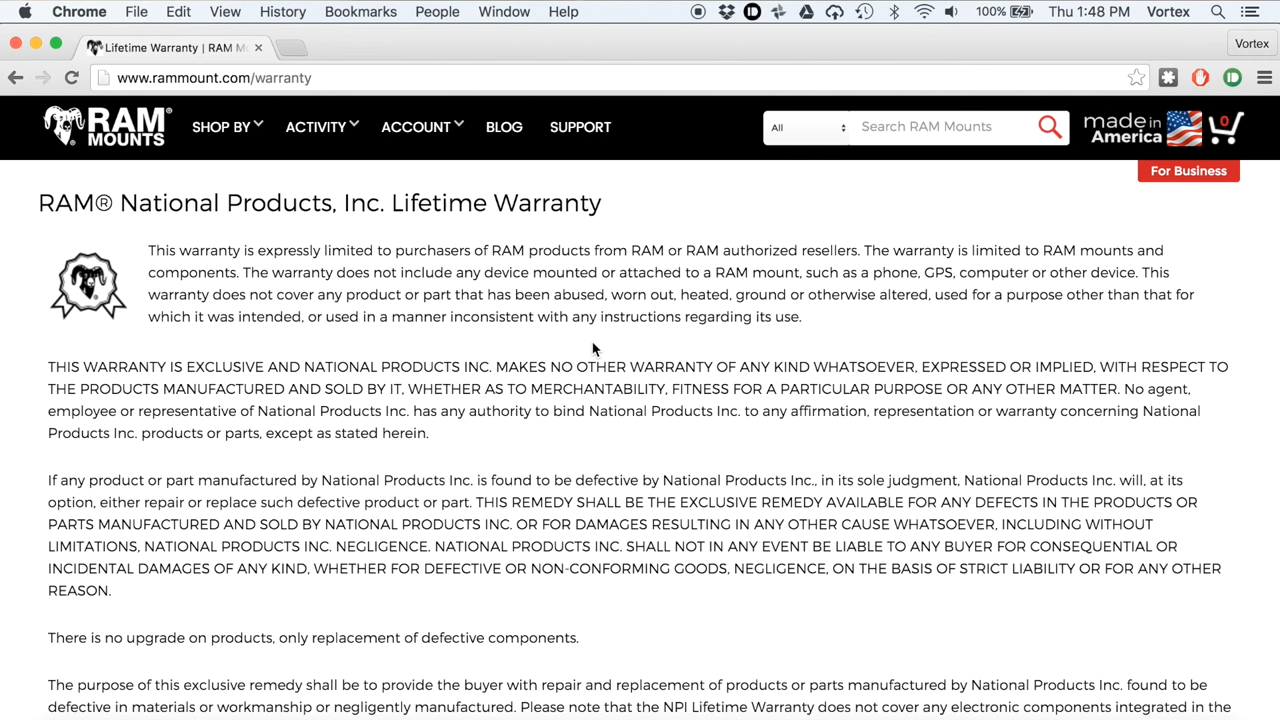 Chrome File Edit View History Bookmarks People Window Help 100% Thu 1:48 PM Vortex
Lifetime Warranty | RAM M
Vortex
www.rammount.com/warranty
RAM® MOUNTS
SHOP BY ACTIVITY ACCOUNT BLOG SUPPORT
All Search RAM Mounts
made in America
0
For Business
RAM® National Products, Inc. Lifetime Warranty
This warranty is expressly limited to purchasers of RAM products from RAM or RAM authorized resellers. The warranty is limited to RAM mounts and
components. The warranty does not include any device mounted or attached to a RAM mount, such as a phone, GPS, computer or other device. This
warranty does not cover any product or part that has been abused, worn out, heated, ground or otherwise altered, used for a purpose other than that for
which it was intended, or used in a manner inconsistent with any instructions regarding its use.
THIS WARRANTY IS EXCLUSIVE AND NATIONAL PRODUCTS INC. MAKES NO OTHER WARRANTY OF ANY KIND WHATSOEVER, EXPRESSED OR IMPLIED, WITH RESPECT TO
THE PRODUCTS MANUFACTURED AND SOLD BY IT, WHETHER AS TO MERCHANTABILITY, FITNESS FOR A PARTICULAR PURPOSE OR ANY OTHER MATTER. No agent,
employee or representative of National Products Inc. has any authority to bind National Products Inc. to any affirmation, representation or warranty concerning National
Products Inc. products or parts, except as stated herein.
If any product or part manufactured by National Products Inc. is found to be defective by National Products Inc., in its sole judgment, National Products Inc. will, at its
option, either repair or replace such defective product or part. THIS REMEDY SHALL BE THE EXCLUSIVE REMEDY AVAILABLE FOR ANY DEFECTS IN THE PRODUCTS OR
PARTS MANUFACTURED AND SOLD BY NATIONAL PRODUCTS INC. OR FOR DAMAGES RESULTING IN ANY OTHER CAUSE WHATSOEVER, INCLUDING WITHOUT
LIMITATIONS, NATIONAL PRODUCTS INC. NEGLIGENCE. NATIONAL PRODUCTS INC. SHALL NOT IN ANY EVENT BE LIABLE TO ANY BUYER FOR CONSEQUENTIAL OR
INCIDENTAL DAMAGES OF ANY KIND, WHETHER FOR DEFECTIVE OR NON-CONFORMING GOODS, NEGLIGENCE, ON THE BASIS OF STRICT LIABILITY OR FOR ANY OTHER
REASON.
There is no upgrade on products, only replacement of defective components.
The purpose of this exclusive remedy shall be to provide the buyer with repair and replacement of products or parts manufactured by National Products Inc. found to be
defective in materials or workmanship or negligently manufactured. Please note that the NPI Lifetime Warranty does not cover any electronic components integrated in the